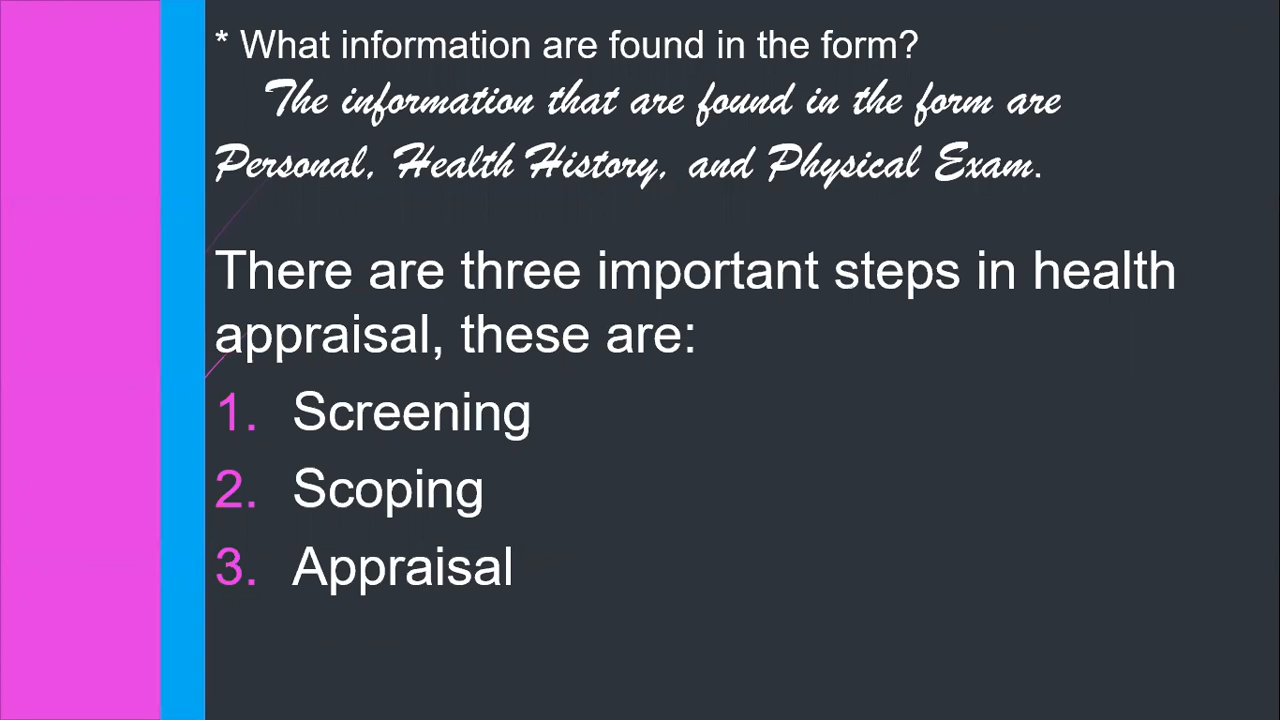 * What information are found in the form?
The information that are found in the form are
Personal, Health History, and Physical Exam.
There are three important steps in health
appraisal, these are:
1. Screening
2. Scoping
3. Appraisal